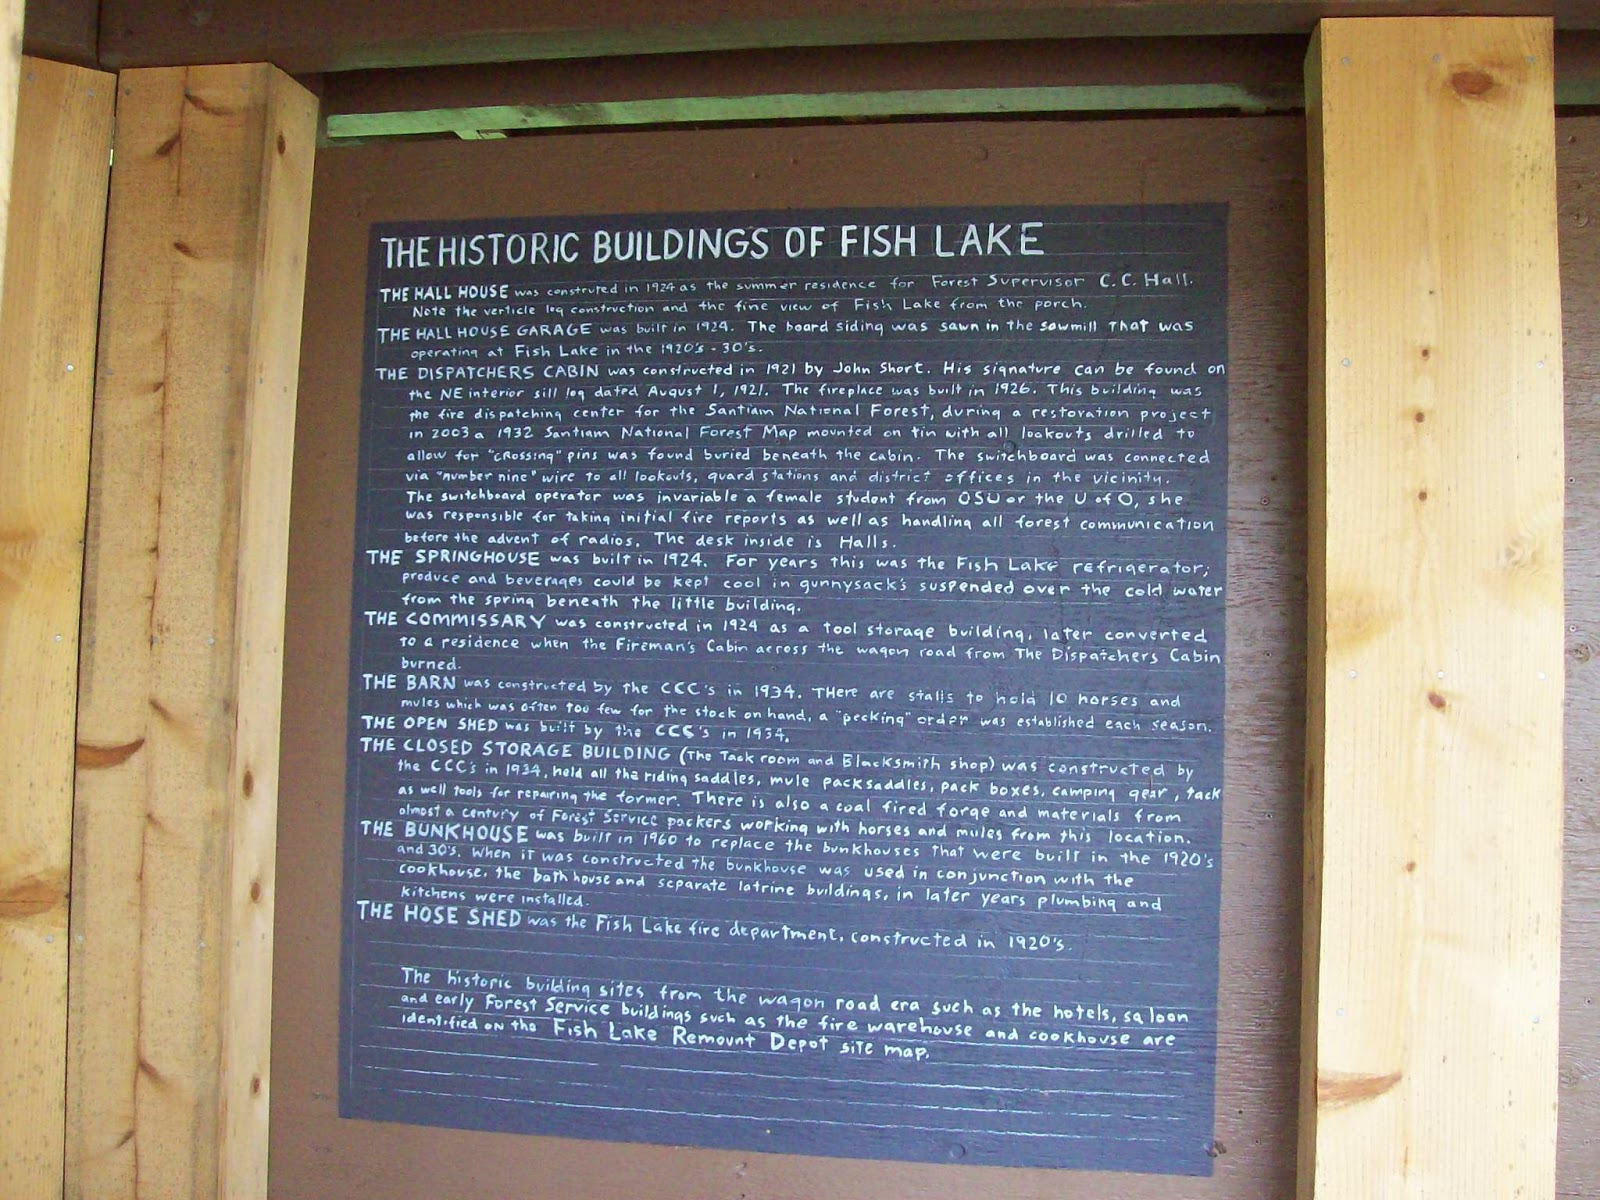 THE HISTORIC BUILDINGS OF FISH LAKE
THE HALL HOUSE was construted in 1924 as the summer residence for Forest Supervisor C.C. Hall.
Note the verticle log construction and the fine view of Fish Lake from the porch.
THE HALL HOUSE GARAGE was built in 1924. The board siding was sawn in the sawmill that was
operating at Fish Lake in the 1920's - 30's.
THE DISPATCHERS CABIN was constructed in 1921 by John Short. His signature can be found on
the NE interior sill log dated August 1, 1921. The fireplace was built in 1926. This building was
the fire dispatching center for the Santiam National Forest, during a restoration project
in 2003 a 1932 Santiam National Forest Map mounted on tin with all lookouts drilled to
allow for "crossing" pins was found buried beneath the cabin. The switchboard was connected
via "number nine" wire to all lookouts, guard stations and district offices in the vicinity.
The switchboard operator was invariable a female student from OSU or the U of O, she
was responsible for taking initial fire reports as well as handling all forest communication
before the advent of radios. The desk inside is Halls.
THE SPRINGHOUSE was built in 1924. For years this was the Fish Lake refrigerator;
produce and beverages could be kept cool in gunnysack's suspended over the cold water
from the spring beneath the little building.
THE COMMISSARY was constructed in 1924 as a tool storage building, later converted
to a residence when the Fireman's Cabin across the wagon road from The Dispatchers Cabin
burned.
THE BARN was constructed by the CCC's in 1934. THere are stalls to hold 10 horses and
mules which was often too few for the stock on hand, a "pecking" order was established each season.
THE OPEN SHED was built by the CCC's in 1934.
THE CLOSED STORAGE BUILDING (The Tack room and Blacksmith shop) was constructed by
the CCC's in 1934, held all the riding saddles, mule packsaddles, pack boxes, camping gear, tack
as well tools for repairing the former. There is also a coal fired forge and materials from
almost a century of Forest Service packers working with horses and mules from this location.
THE BUNKHOUSE was built in 1960 to replace the bunkhouses that were built in the 1920's
and 30's. When it was constructed the bunkhouse was used in conjunction with the
cookhouse, the bath house and separate latrine buildings, in later years plumbing and
kitchens were installed.
THE HOSE SHED was the Fish Lake fire department, constructed in 1920's.
The historic building sites from the wagon road era such as the hotels, saloon
and early Forest Service buildings such as the fire warehouse and cookhouse are
identified on the Fish Lake Remount Depot site map.